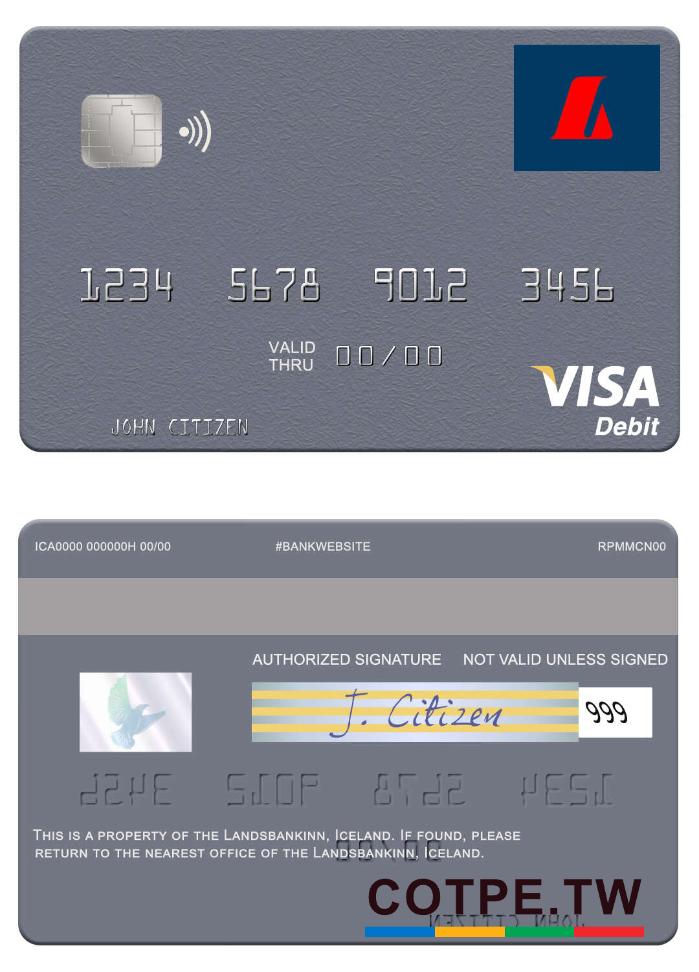 1234 5678 9012 3456
VALID
THRU 00/00
VISA
Debit
JOHN CITIZEN
ICA0000 000000H 00/00 #BANKWEBSITE RPMMCN00
AUTHORIZED SIGNATURE NOT VALID UNLESS SIGNED
J. Citizen 999
THIS IS A PROPERTY OF THE LANDSBANKINN, ICELAND. IF FOUND, PLEASE
RETURN TO THE NEAREST OFFICE OF THE LANDSBANKINN, ICELAND.
COTPE.TW